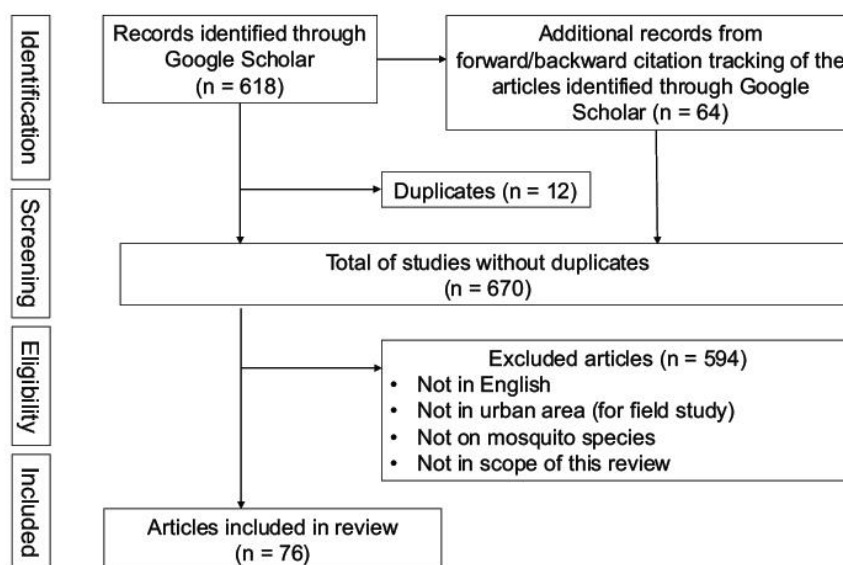 Identification
Records identified through
Google Scholar
(n = 618)
Additional records from
forward/backward citation tracking of the
articles identified through Google
Scholar (n = 64)
Duplicates (n = 12)
Screening
Total of studies without duplicates
(n = 670)
Eligibility
Excluded articles (n = 594)
• Not in English
• Not in urban area (for field study)
• Not on mosquito species
• Not in scope of this review
Included
Articles included in review
(n = 76)